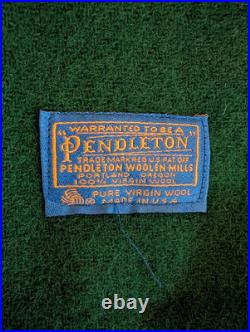 WARRANTED TO BE A
"PENDLETON"
TRADE MARK REG. U.S. PAT. OFF.
PENDLETON WOOLEN MILLS
PORTLAND, OREGON
100% VIRGIN WOOL
PURE VIRGIN WOOL
® MADE IN U.S.A.